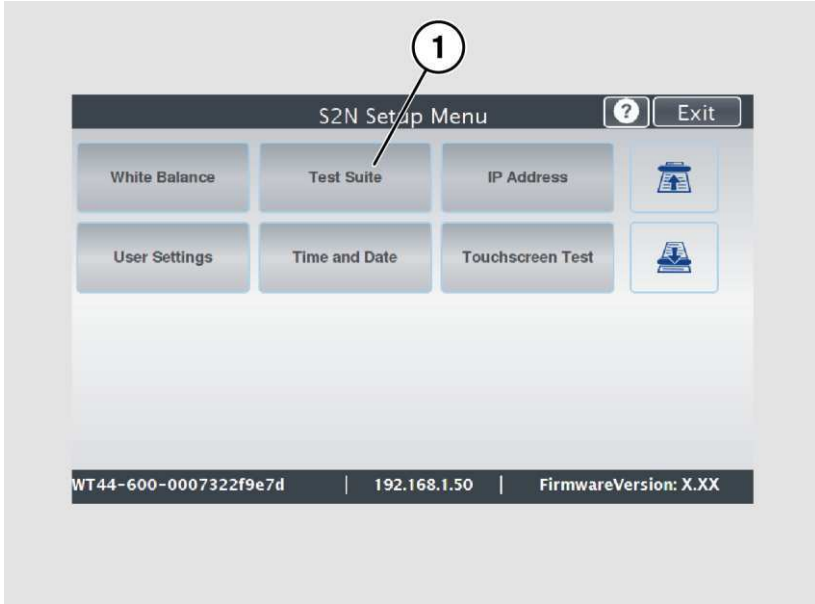 1
S2N Setup Menu ? Exit
White Balance Test Suite IP Address
User Settings Time and Date Touchscreen Test
WT44-600-0007322f9e7d | 192.168.1.50 | FirmwareVersion: X.XX